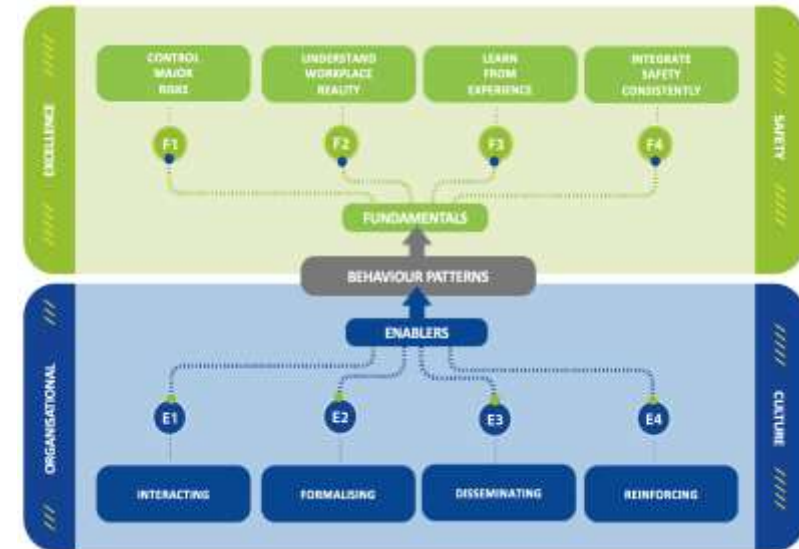 CONTROL
MAJOR
RISKS
UNDERSTAND
WORKPLACE
REALITY
LEARN
FROM
EXPERIENCE
INTEGRATE
SAFETY
CONSISTENTLY
EXCELLENCE
SAFETY
F1
F2
F3
F4
FUNDAMENTALS
BEHAVIOUR PATTERNS
ENABLERS
ORGANISATIONAL
CULTURE
E1
E2
E3
E4
INTERACTING
FORMALISING
DISSEMINATING
REINFORCING